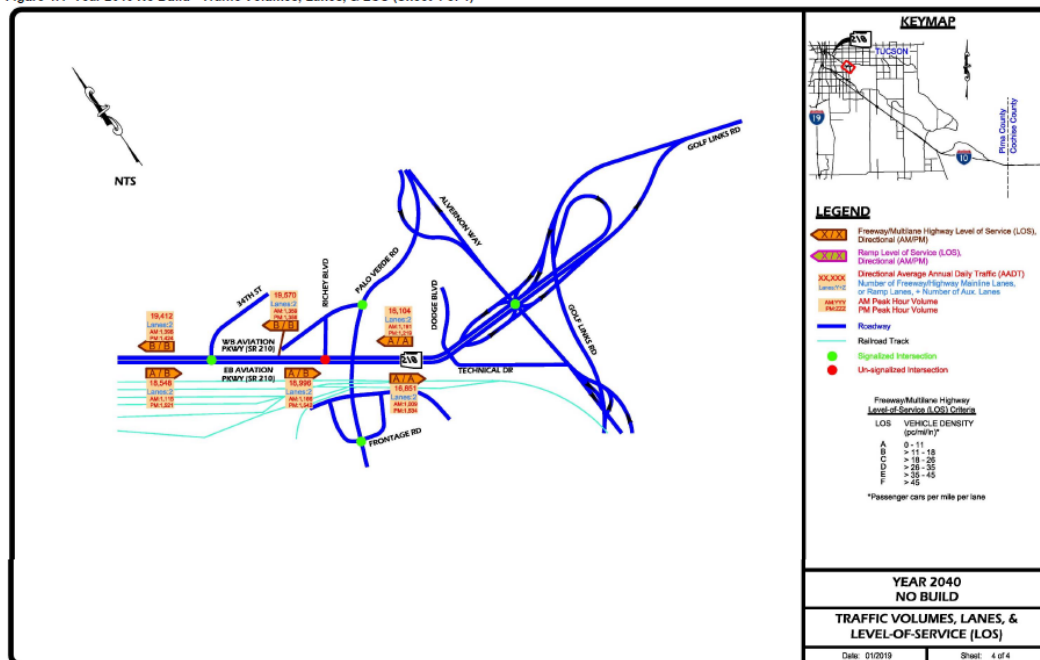 KEYMAP
210
TUCSON
19
10
Pima County
Cochise County
NTS
GOLF LINKS RD
ALVERNON WAY
PALO VERDE RD
RICHEY BLVD
34TH ST
DODGE BLVD
GOLF LINKS RD
TECHNICAL DR
FRONTAGE RD
WB AVIATION
PKWY (SR 210)
EB AVIATION
PKWY (SR 210)
210
19,412
Lanes:2
B / B
Lanes:2
B / B
16,104
Lanes:2
A / A
A / B
Lanes:2
A / B
Lanes:2
A / A
Lanes:2
LEGEND
X / X
Freeway/Multilane Highway Level of Service (LOS),
Directional (AM/PM)
X / X
Ramp Level of Service (LOS),
Directional (AM/PM)
XX,XXX
Directional Average Annual Daily Traffic (AADT)
Lanes:Y+Z
Number of Freeway/Highway Mainline Lanes,
or Ramp Lanes, + Number of Aux. Lanes
AM:YYY
AM Peak Hour Volume
PM:ZZZ
PM Peak Hour Volume
Roadway
Railroad Track
Signalized Intersection
Un-signalized Intersection
Freeway/Multilane Highway
Level-of-Service (LOS) Criteria
LOS VEHICLE DENSITY
(pc/mi/ln)*
A 0 - 11
B > 11 - 18
C > 18 - 26
D > 26 - 35
E > 35 - 45
F > 45
*Passenger cars per mile per lane
YEAR 2040
NO BUILD
TRAFFIC VOLUMES, LANES, &
LEVEL-OF-SERVICE (LOS)
Date: 01/2019 Sheet: 4 of 4